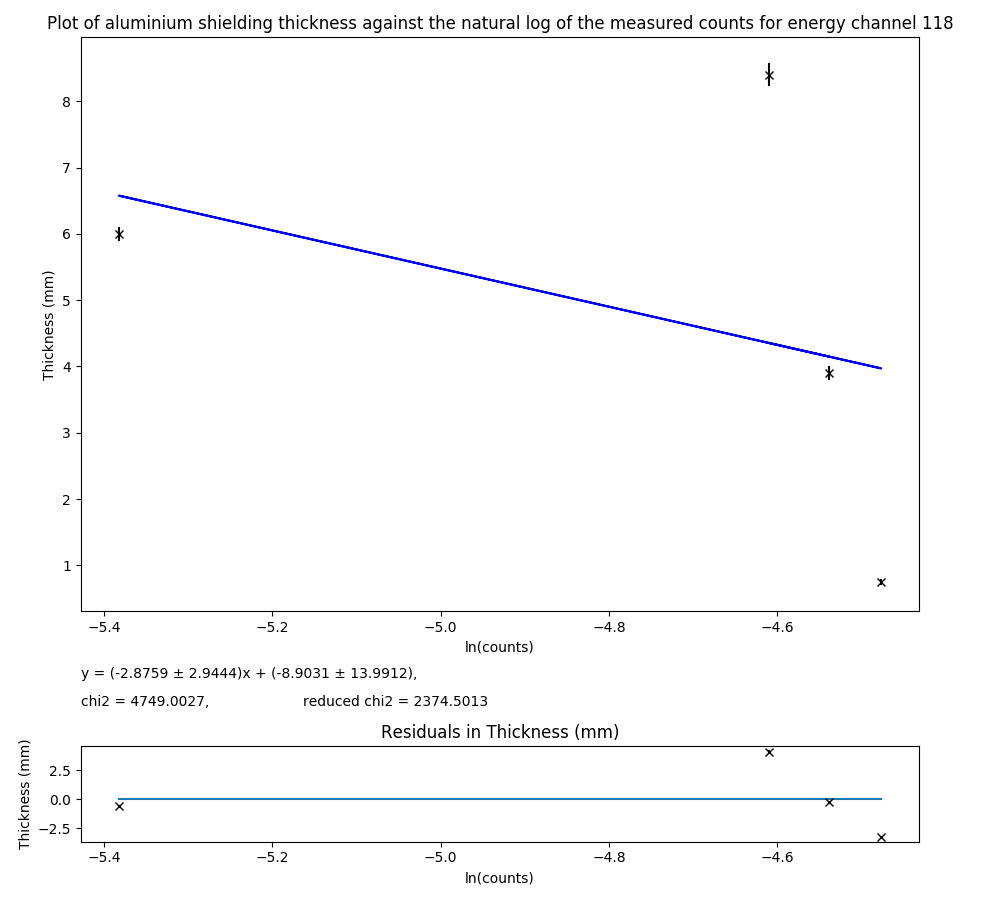 Plot of aluminium shielding thickness against the natural log of the measured counts for energy channel 118
8
7
6
5
4
3
2
1
Thickness (mm)
−5.4 −5.2 −5.0 −4.8 −4.6
ln(counts)
y = (-2.8759 ± 2.9444)x + (-8.9031 ± 13.9912),
chi2 = 4749.0027, reduced chi2 = 2374.5013
Residuals in Thickness (mm)
2.5
0.0
−2.5
Thickness (mm)
−5.4 −5.2 −5.0 −4.8 −4.6
ln(counts)